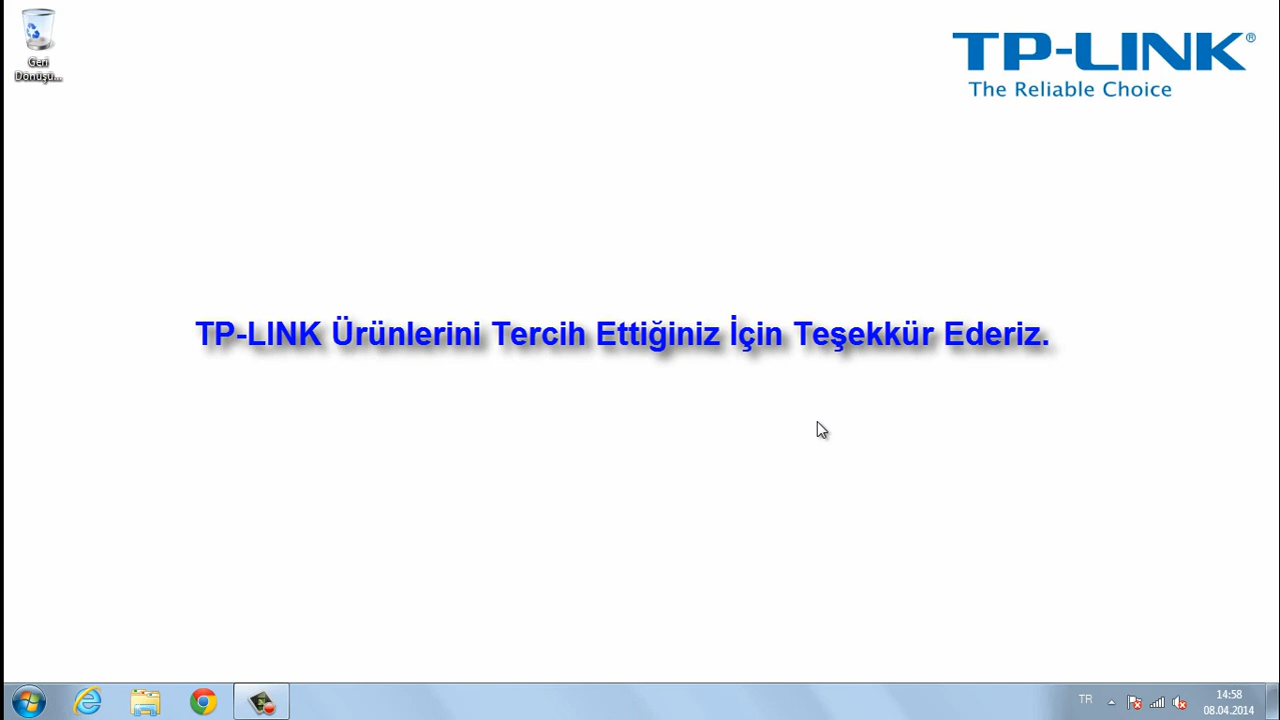 Geri
Dönüşü...
TP-LINK®
The Reliable Choice
TP-LINK Ürünlerini Tercih Ettiğiniz İçin Teşekkür Ederiz.
TR
14:58
08.04.2014